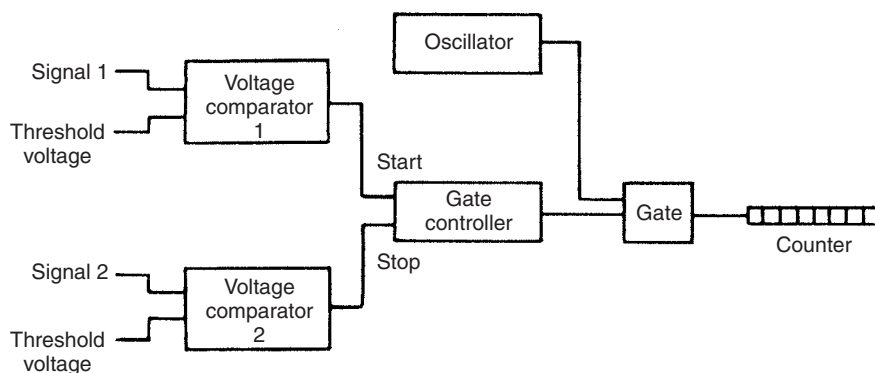 Oscillator
Signal 1
Voltage
comparator
1
Threshold
voltage
Start
Gate
controller
Gate
Counter
Stop
Signal 2
Voltage
comparator
2
Threshold
voltage